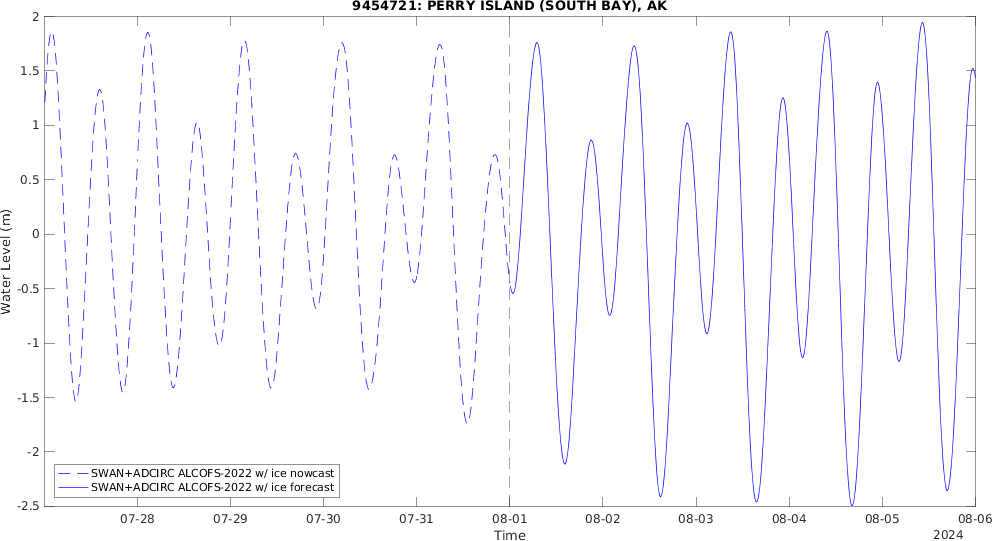 9454721: PERRY ISLAND (SOUTH BAY), AK
Water Level (m)
2
1.5
1
0.5
0
-0.5
-1
-1.5
-2
-2.5
SWAN+ADCIRC ALCOFS-2022 w/ ice nowcast
SWAN+ADCIRC ALCOFS-2022 w/ ice forecast
07-28 07-29 07-30 07-31 08-01 08-02 08-03 08-04 08-05 08-06
Time
2024